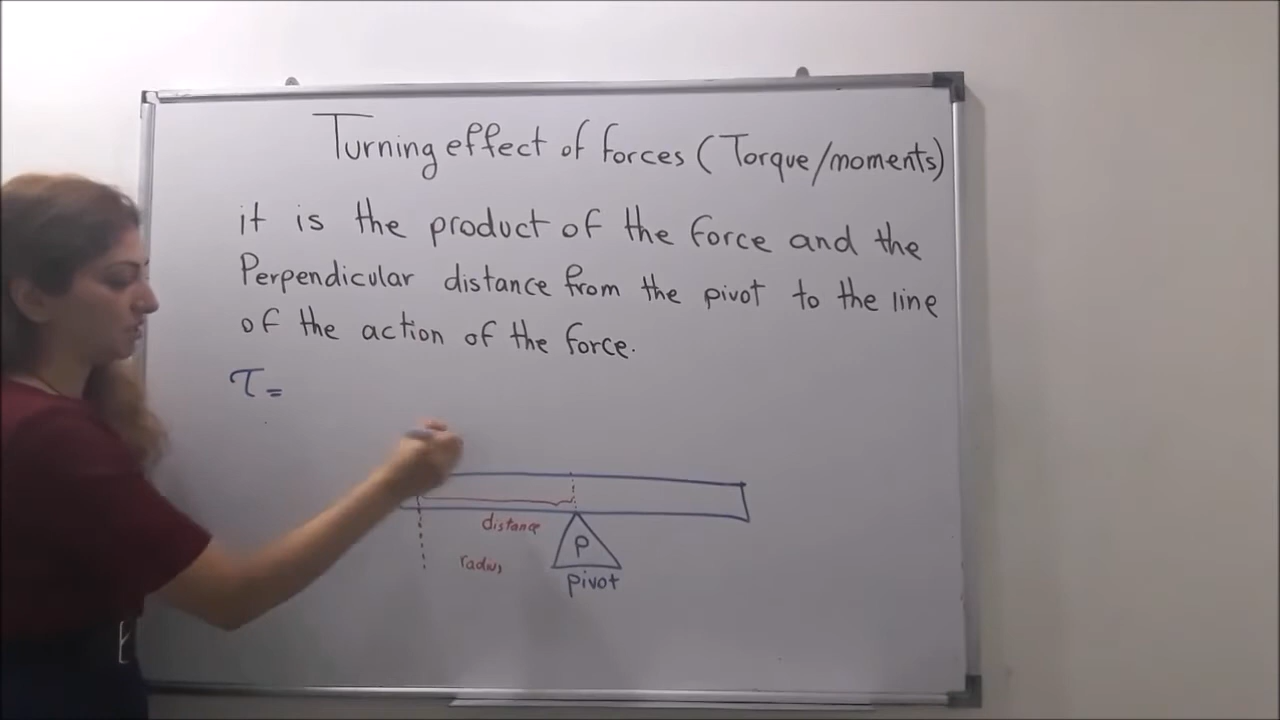 Turning effect of forces (Torque/moments)
it is the product of the force and the
Perpendicular distance from the pivot to the line
of the action of the force.
τ =
distance
P
radius
pivot